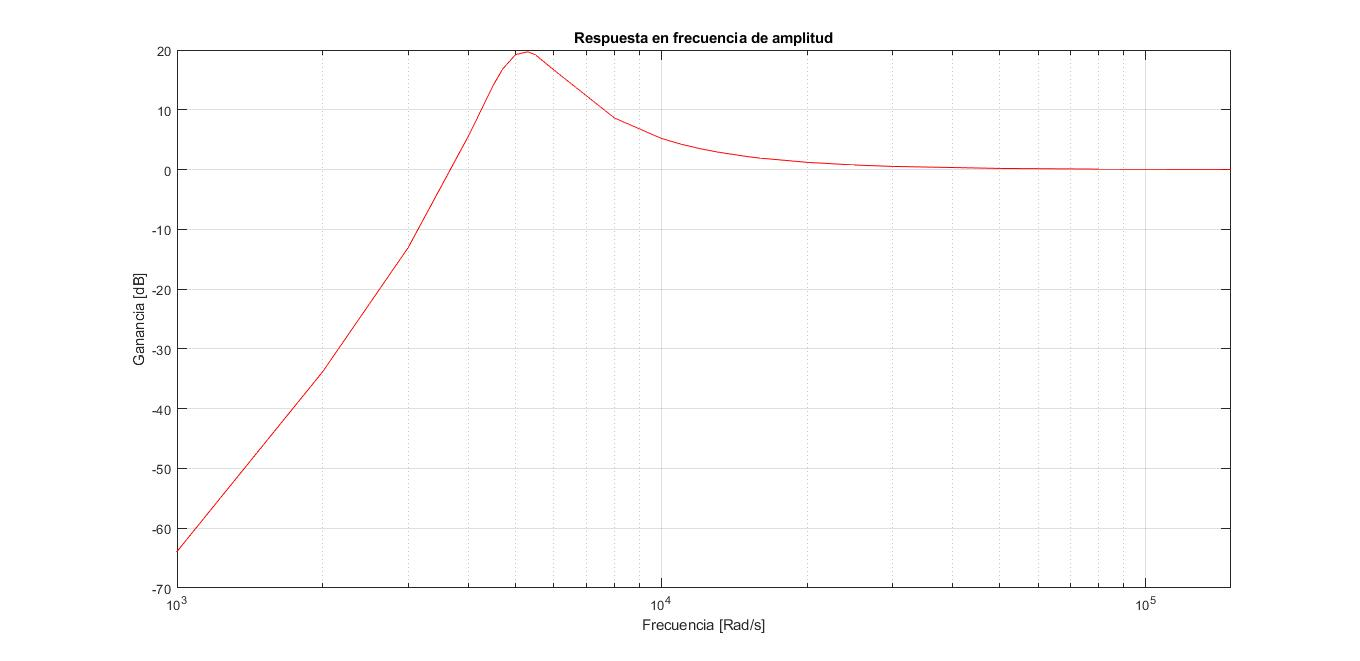 Respuesta en frecuencia de amplitud
20
10
0
-10
-20
-30
-40
-50
-60
-70
Ganancia [dB]
10^3 10^4 10^5
Frecuencia [Rad/s]